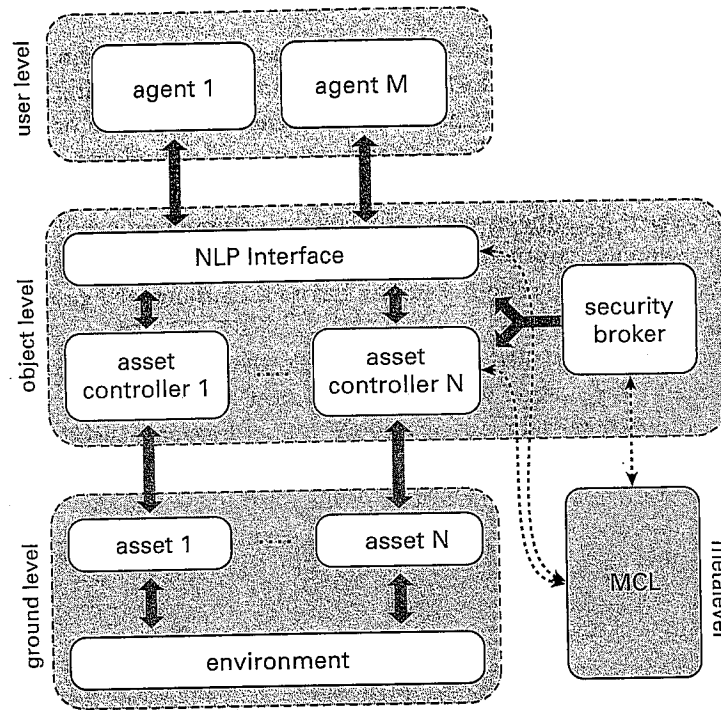 user level
agent 1
agent M
object level
NLP Interface
security
broker
asset
controller 1
asset
controller N
ground level
asset 1
asset N
environment
MCL
metalevel